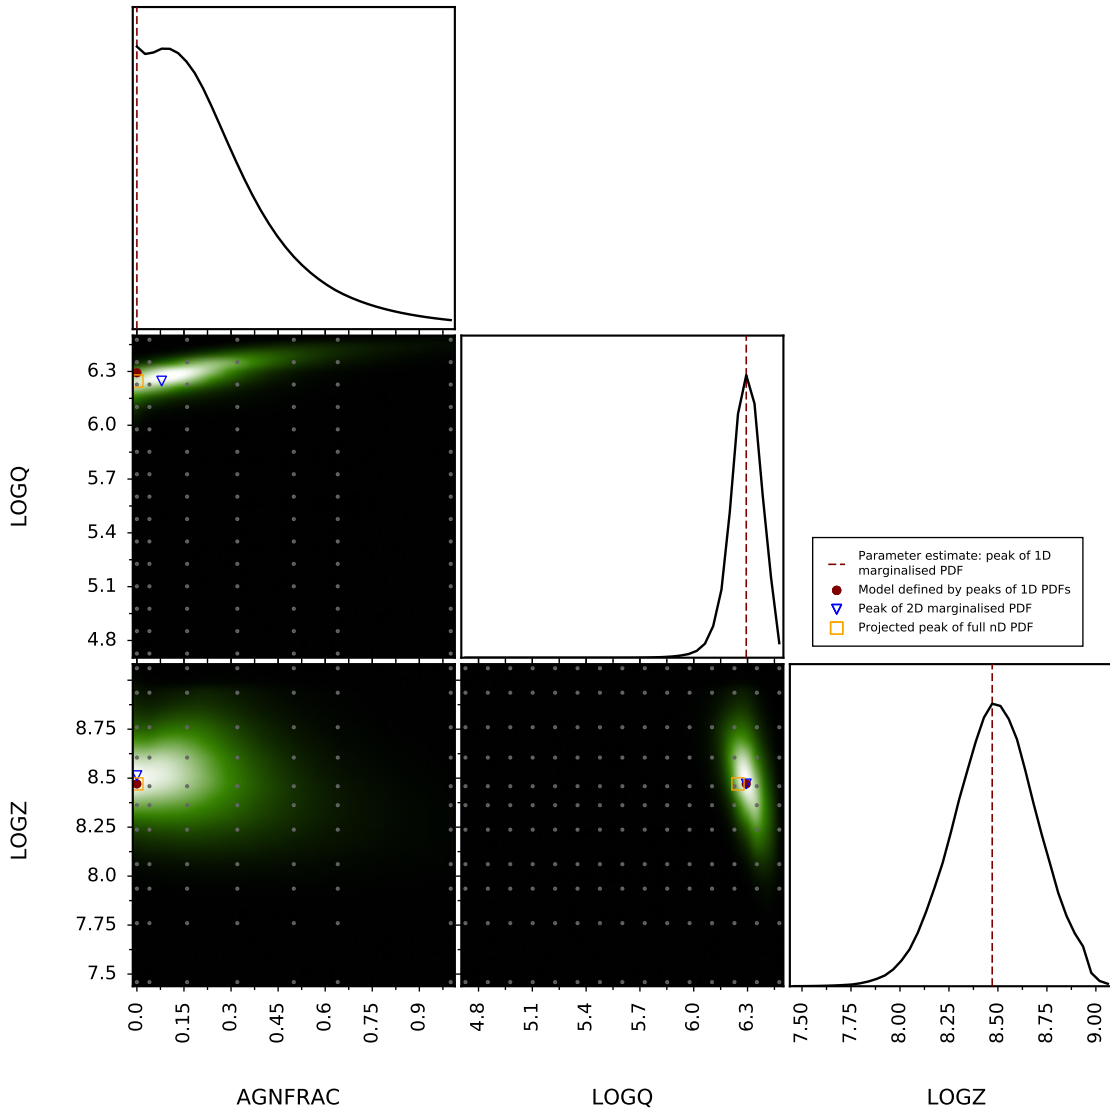 6.3
6.0
5.7
5.4
5.1
4.8
LOGQ
Parameter estimate: peak of 1D
marginalised PDF
Model defined by peaks of 1D PDFs
Peak of 2D marginalised PDF
Projected peak of full nD PDF
8.75
8.5
8.25
8.0
7.75
7.5
LOGZ
0.0 0.15 0.3 0.45 0.6 0.75 0.9
4.8 5.1 5.4 5.7 6.0 6.3
7.50 7.75 8.00 8.25 8.50 8.75 9.00
AGNFRAC
LOGQ
LOGZ